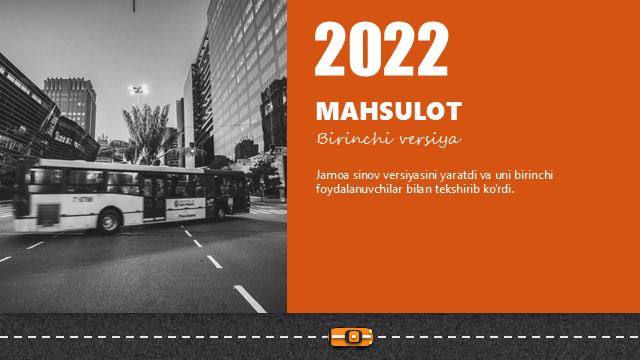 2022
MAHSULOT
Birinchi versiya
Jamoa sinov versiyasini yaratdi va uni birinchi
foydalanuvchilar bilan tekshirib ko'rdi.